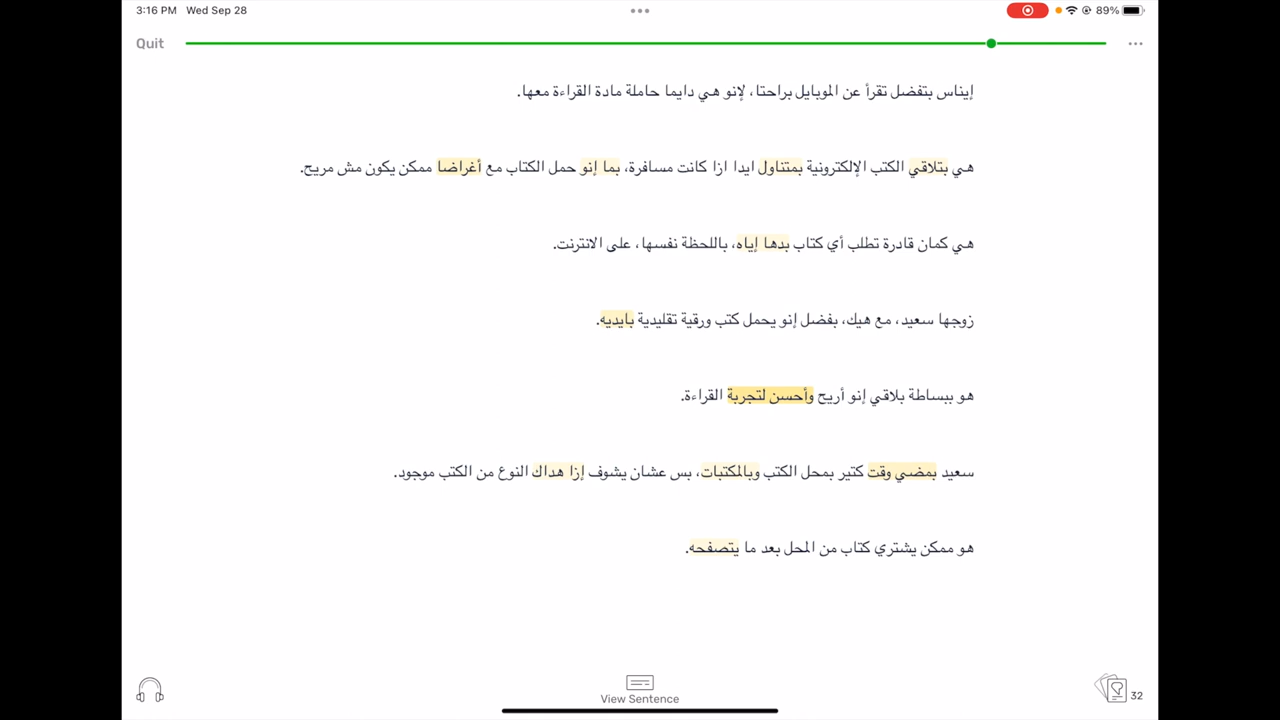 3:16 PM Wed Sep 28
89%
Quit
إيناس بتفضل تقرأ عن الموبايل براحتا، لإنو هي دايما حاملة مادة القراءة معها.
هي بتلاقي الكتب الإلكترونية بمتناول ايدا ازا كانت مسافرة، بما إنو حمل الكتاب مع أغراضا ممكن يكون مش مريح.
هي كمان قادرة تطلب أي كتاب بدها إياه، باللحظة نفسها، على الانترنت.
زوجها سعيد، مع هيك، بفضل إنو يحمل كتب ورقية تقليدية بايديه.
هو ببساطة بلاقي إنو أريح وأحسن لتجربة القراءة.
سعيد بمضي وقت كتير بمحل الكتب وبالمكتبات، بس عشان يشوف إزا هداك النوع من الكتب موجود.
هو ممكن يشتري كتاب من المحل بعد ما يتصفحه.
View Sentence
32